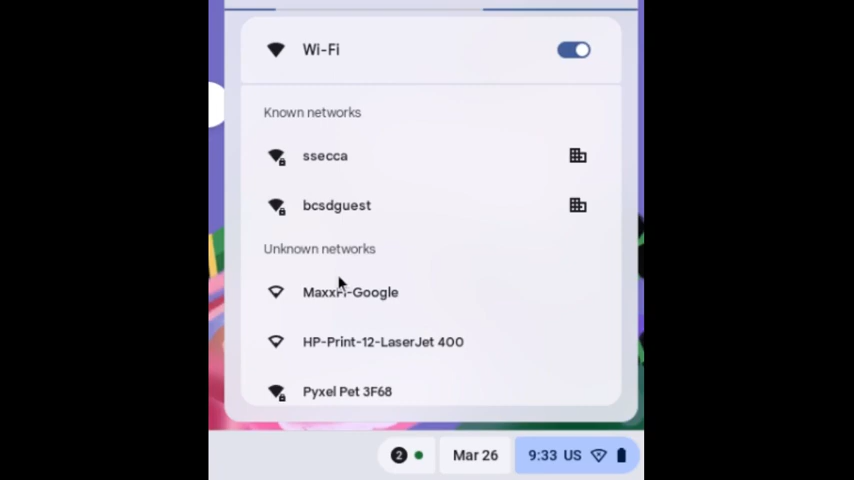 Wi-Fi
Known networks
ssecca
bcsdguest
Unknown networks
MaxxFi-Google
HP-Print-12-LaserJet 400
Pyxel Pet 3F68
2
Mar 26
9:33 US